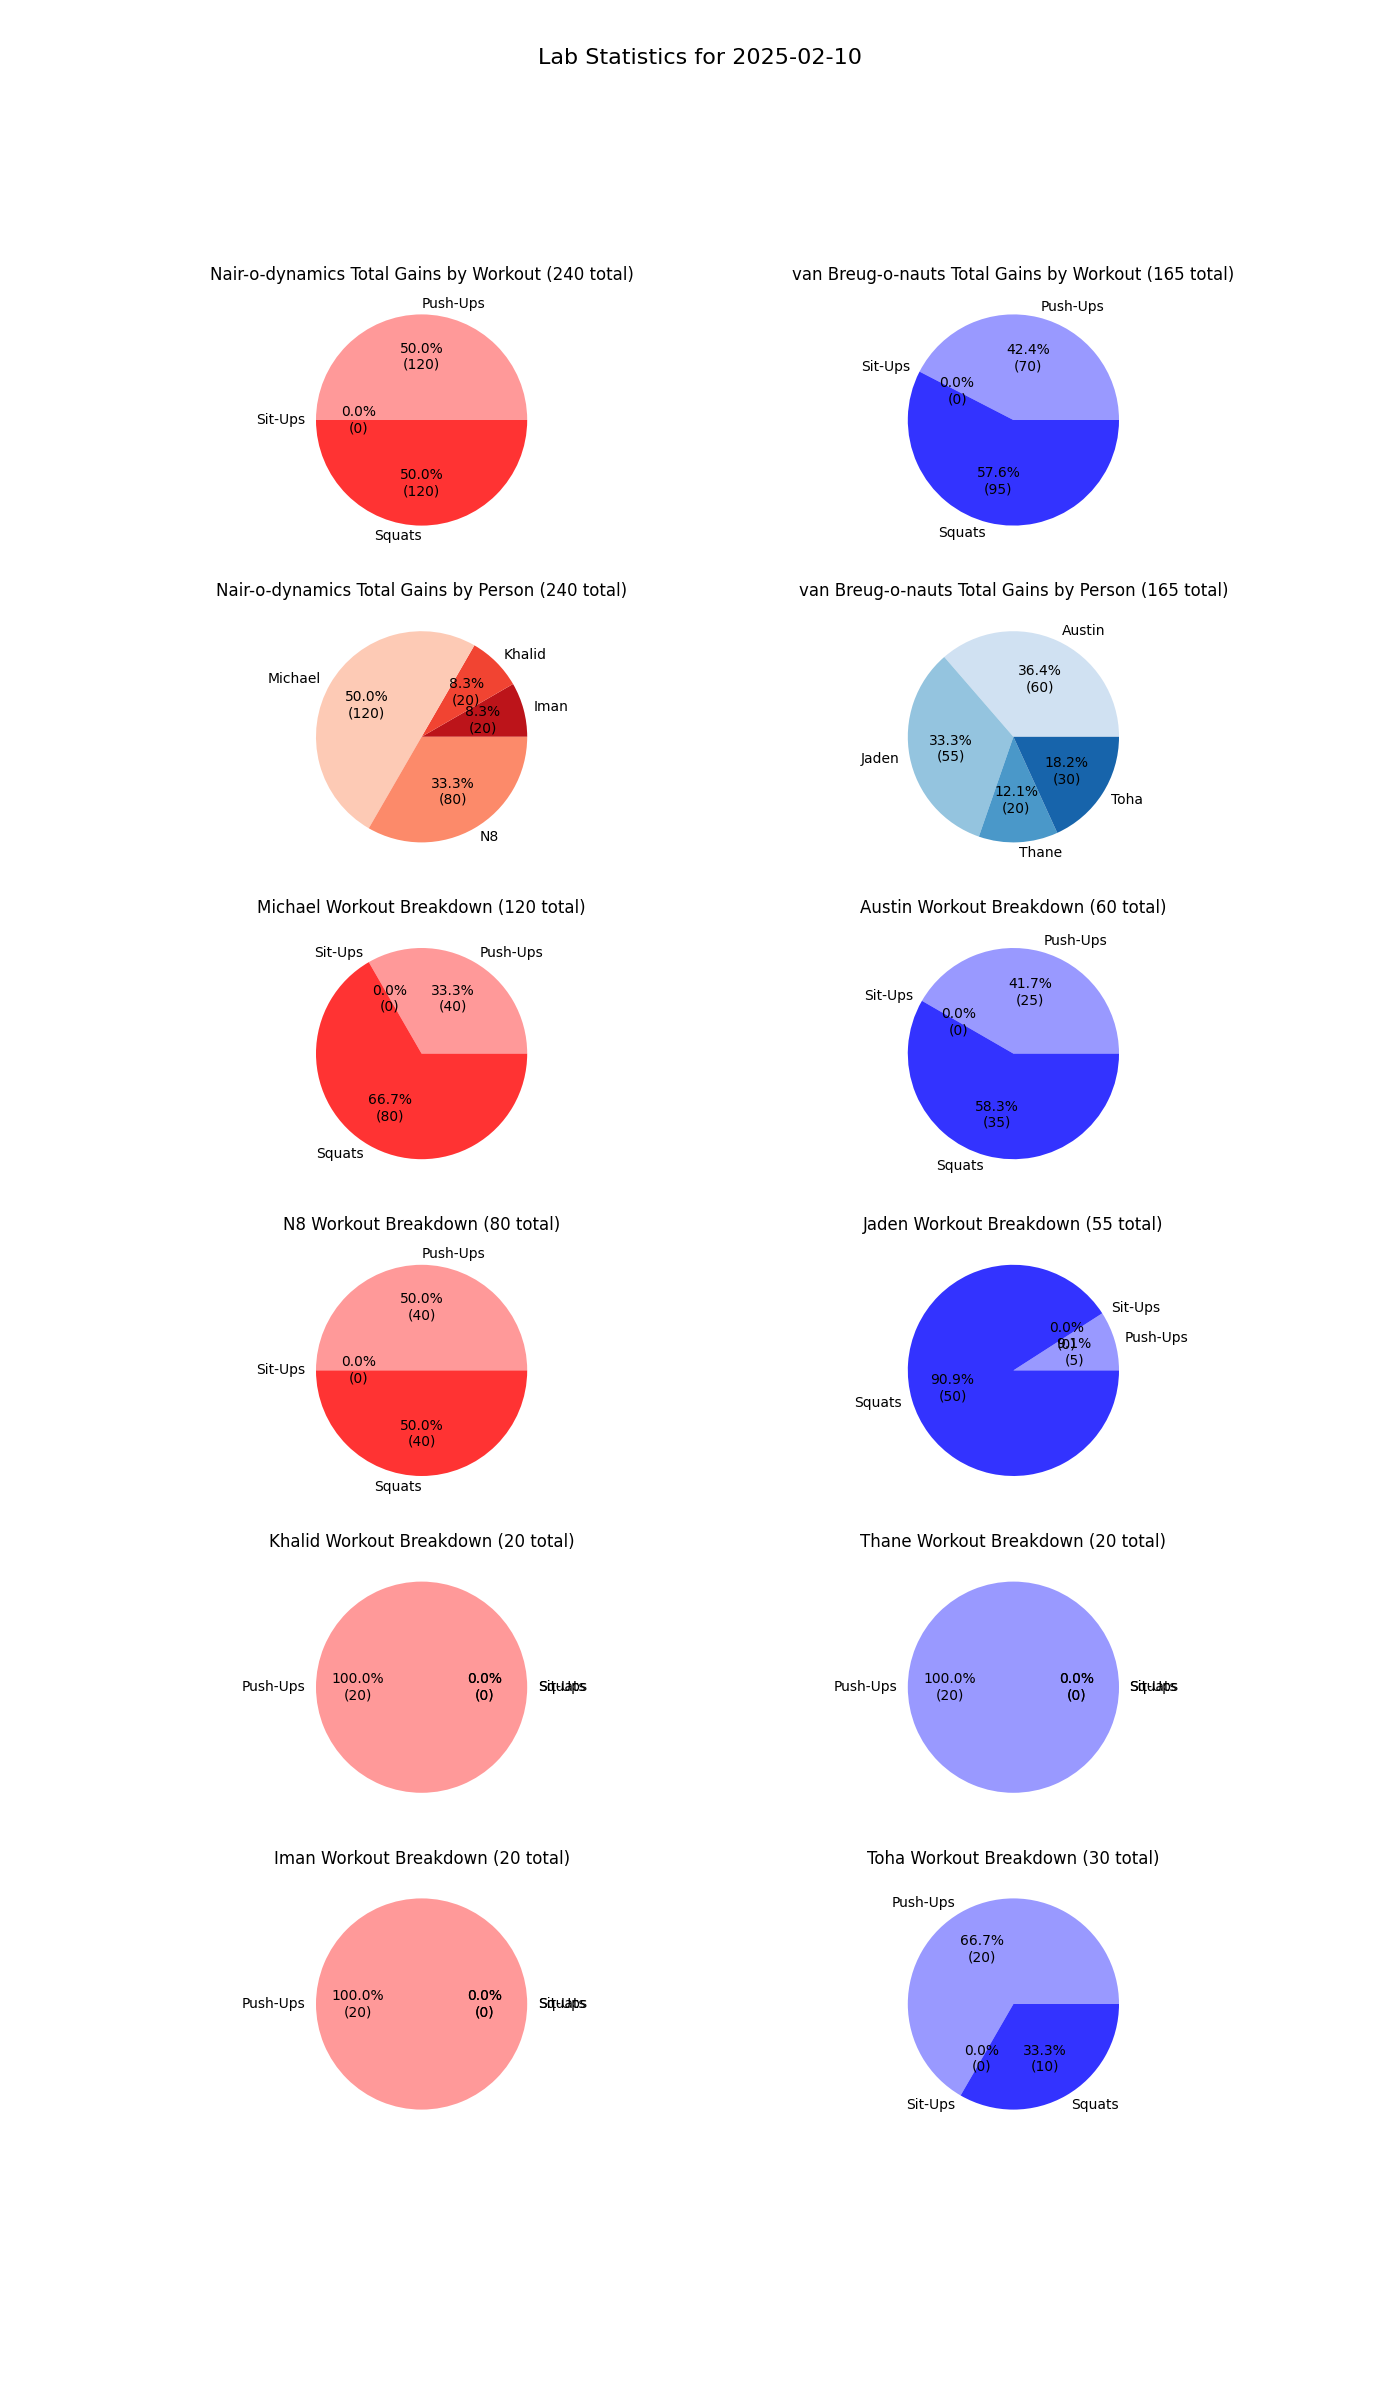 Lab Statistics for 2025-02-10
Nair-o-dynamics Total Gains by Workout (240 total)
Push-Ups
50.0%
(120)
Sit-Ups
0.0%
(0)
50.0%
(120)
Squats
van Breug-o-nauts Total Gains by Workout (165 total)
Push-Ups
42.4%
(70)
Sit-Ups
0.0%
(0)
57.6%
(95)
Squats
Nair-o-dynamics Total Gains by Person (240 total)
Khalid
Michael
8.3%
(20)
50.0%
(120)
Iman
8.3%
(20)
33.3%
(80)
N8
van Breug-o-nauts Total Gains by Person (165 total)
Austin
36.4%
(60)
33.3%
(55)
Jaden
18.2%
(30)
12.1%
(20)
Toha
Thane
Michael Workout Breakdown (120 total)
Sit-Ups
Push-Ups
0.0%
(0)
33.3%
(40)
66.7%
(80)
Squats
Austin Workout Breakdown (60 total)
Push-Ups
41.7%
(25)
Sit-Ups
0.0%
(0)
58.3%
(35)
Squats
N8 Workout Breakdown (80 total)
Push-Ups
50.0%
(40)
Sit-Ups
0.0%
(0)
50.0%
(40)
Squats
Jaden Workout Breakdown (55 total)
Sit-Ups
0.0%
(0)
Push-Ups
9.1%
(5)
90.9%
(50)
Squats
Khalid Workout Breakdown (20 total)
Push-Ups
100.0%
(20)
0.0%
(0)
Sit-Ups
Squats
Thane Workout Breakdown (20 total)
Push-Ups
100.0%
(20)
0.0%
(0)
Sit-Ups
Squats
Iman Workout Breakdown (20 total)
Push-Ups
100.0%
(20)
0.0%
(0)
Sit-Ups
Squats
Toha Workout Breakdown (30 total)
Push-Ups
66.7%
(20)
0.0%
(0)
33.3%
(10)
Sit-Ups
Squats